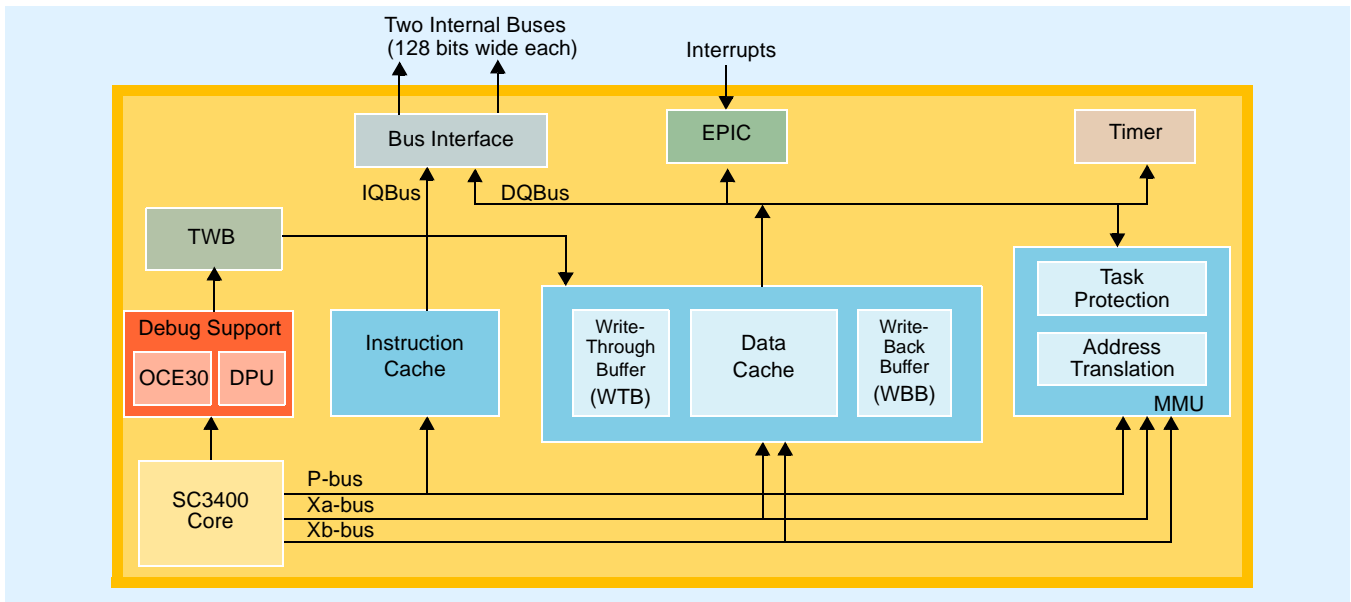 Two Internal Buses
(128 bits wide each)
Interrupts
Bus Interface
EPIC
Timer
IQBus
DQBus
TWB
Task
Protection
Debug Support
OCE30
DPU
Instruction
Cache
Write-
Through
Buffer
(WTB)
Data
Cache
Write-
Back
Buffer
(WBB)
Address
Translation
MMU
SC3400
Core
P-bus
Xa-bus
Xb-bus